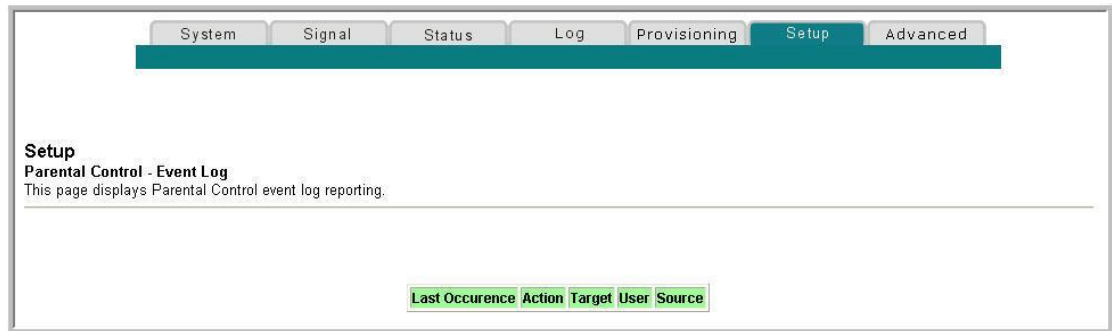 System Signal Status Log Provisioning Setup Advanced
Setup
Parental Control - Event Log
This page displays Parental Control event log reporting.
Last Occurence Action Target User Source